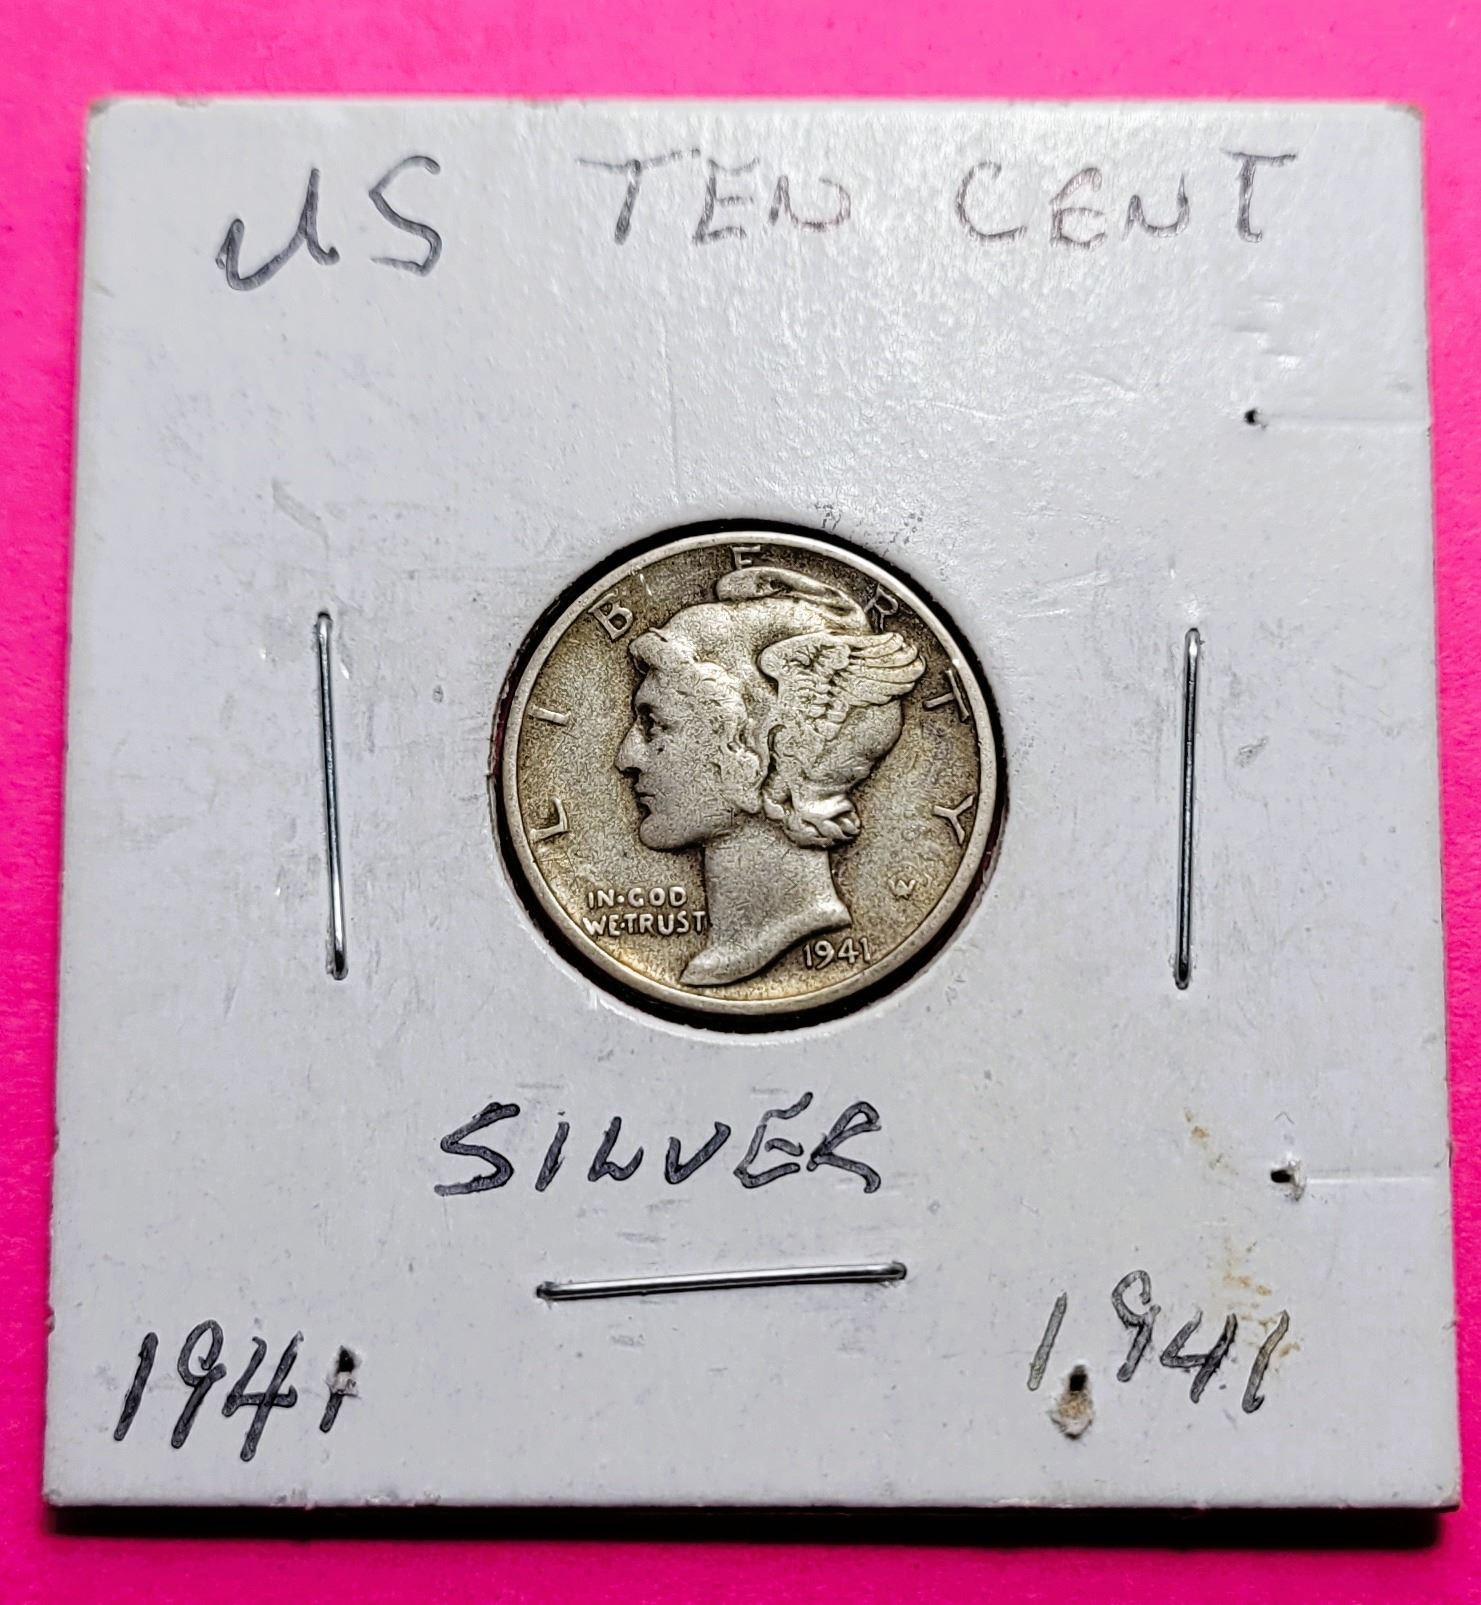 US TEN CENT
LIBERTY
IN·GOD
WE·TRUST
1941
SILVER
1941 1941